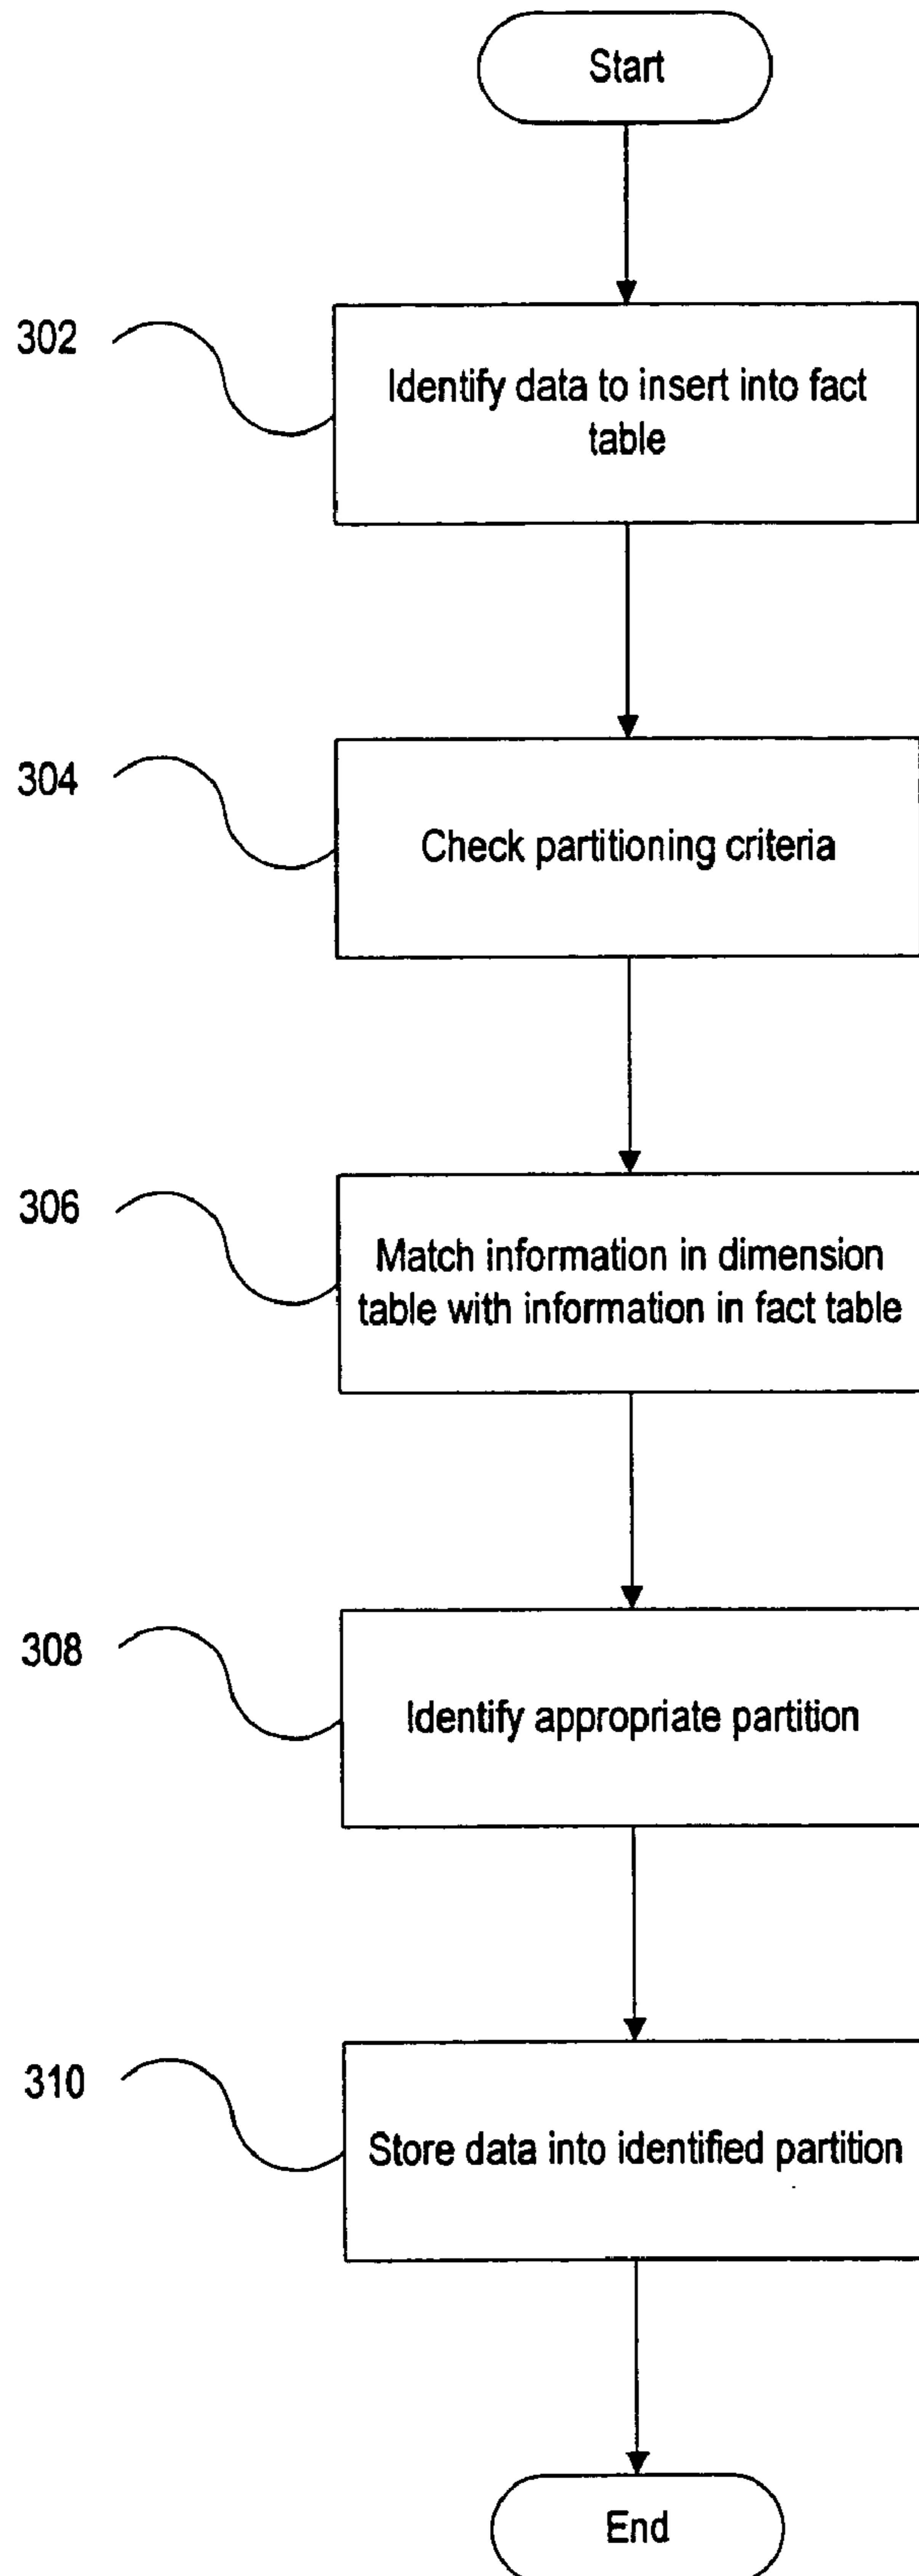 Start
302
Identify data to insert into fact
table
304
Check partitioning criteria
306
Match information in dimension
table with information in fact table
308
Identify appropriate partition
310
Store data into identified partition
End